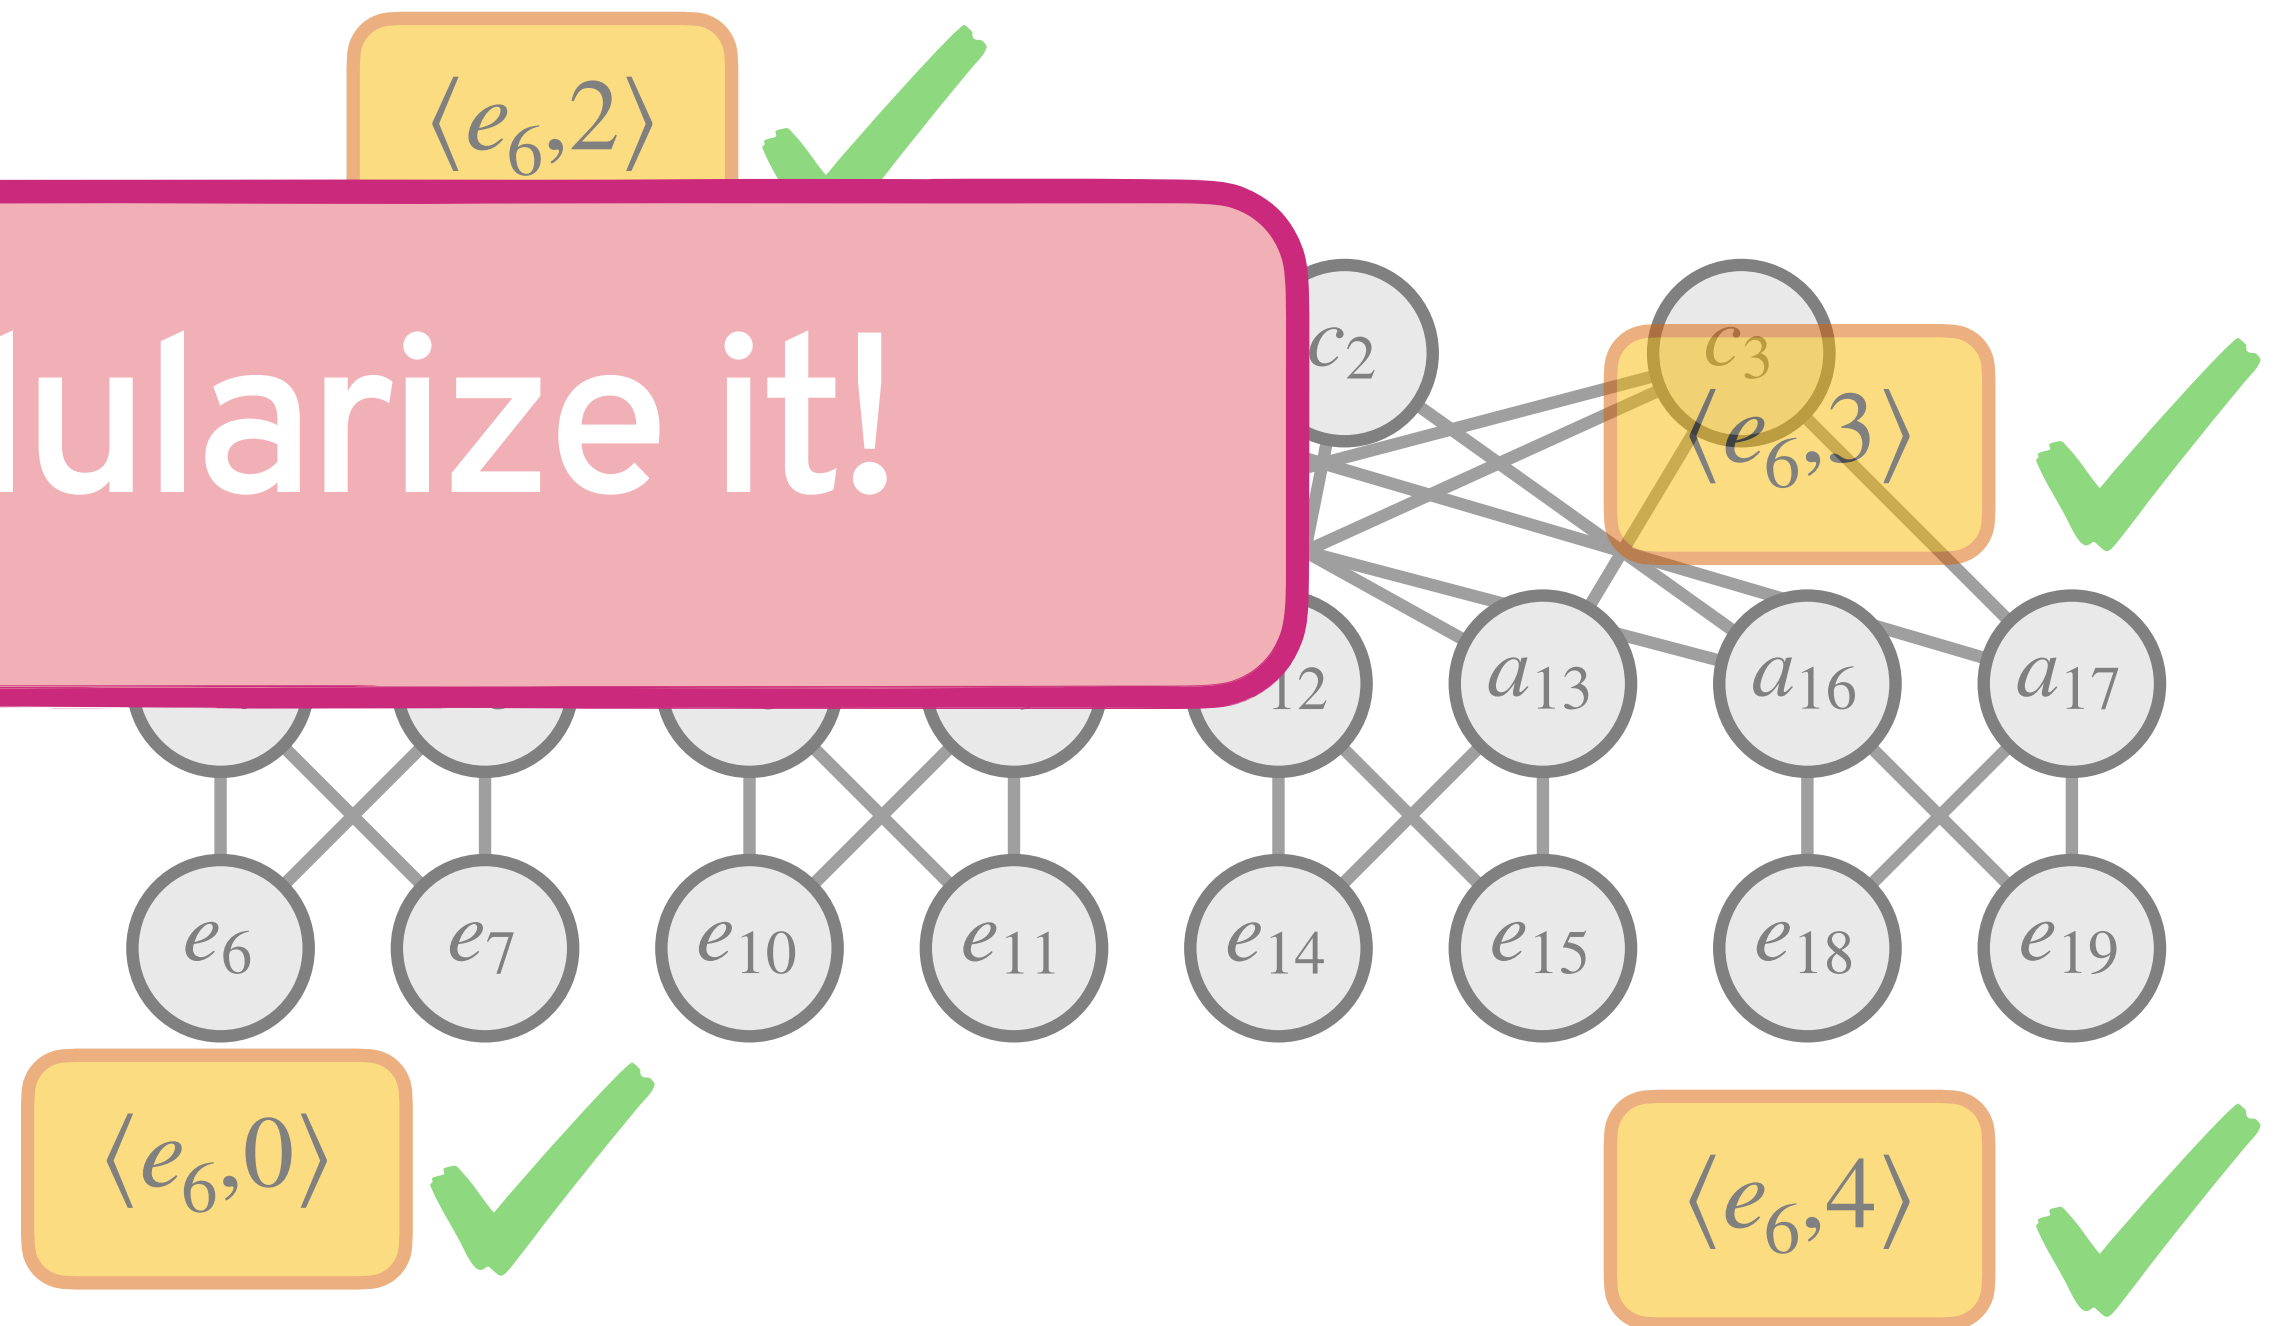 ⟨e₆,2⟩
c₂ c₃
ularize it!
⟨e₆,3⟩
12 a₁₃ a₁₆ a₁₇
e₆ e₇ e₁₀ e₁₁ e₁₄ e₁₅ e₁₈ e₁₉
⟨e₆,0⟩
⟨e₆,4⟩